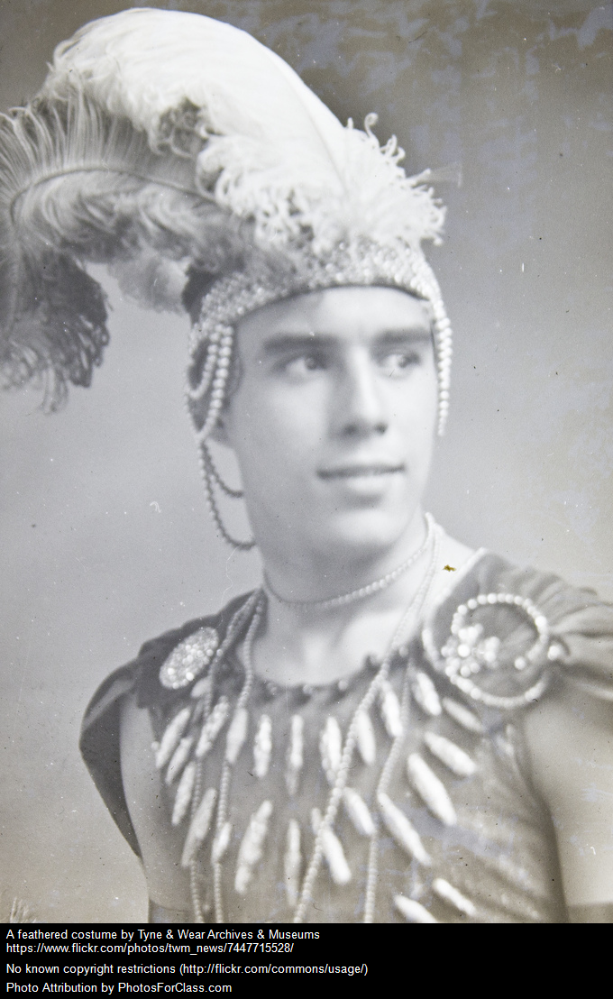 A feathered costume by Tyne & Wear Archives & Museums
https://www.flickr.com/photos/twm_news/7447715528/
No known copyright restrictions (http://flickr.com/commons/usage/)
Photo Attribution by PhotosForClass.com